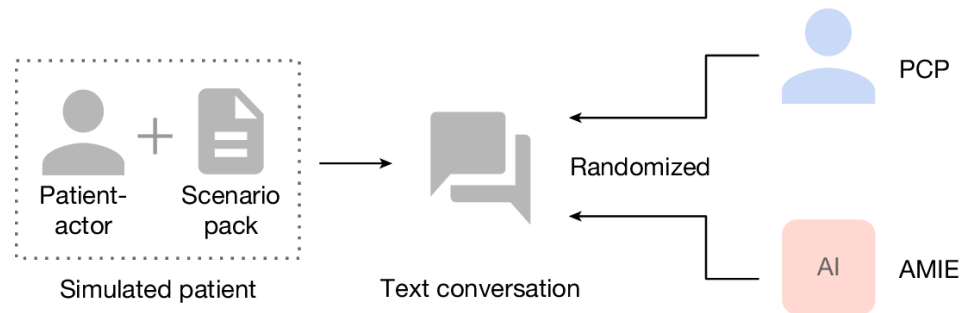 Patient-
actor
Scenario
pack
Simulated patient
Text conversation
Randomized
PCP
AI
AMIE